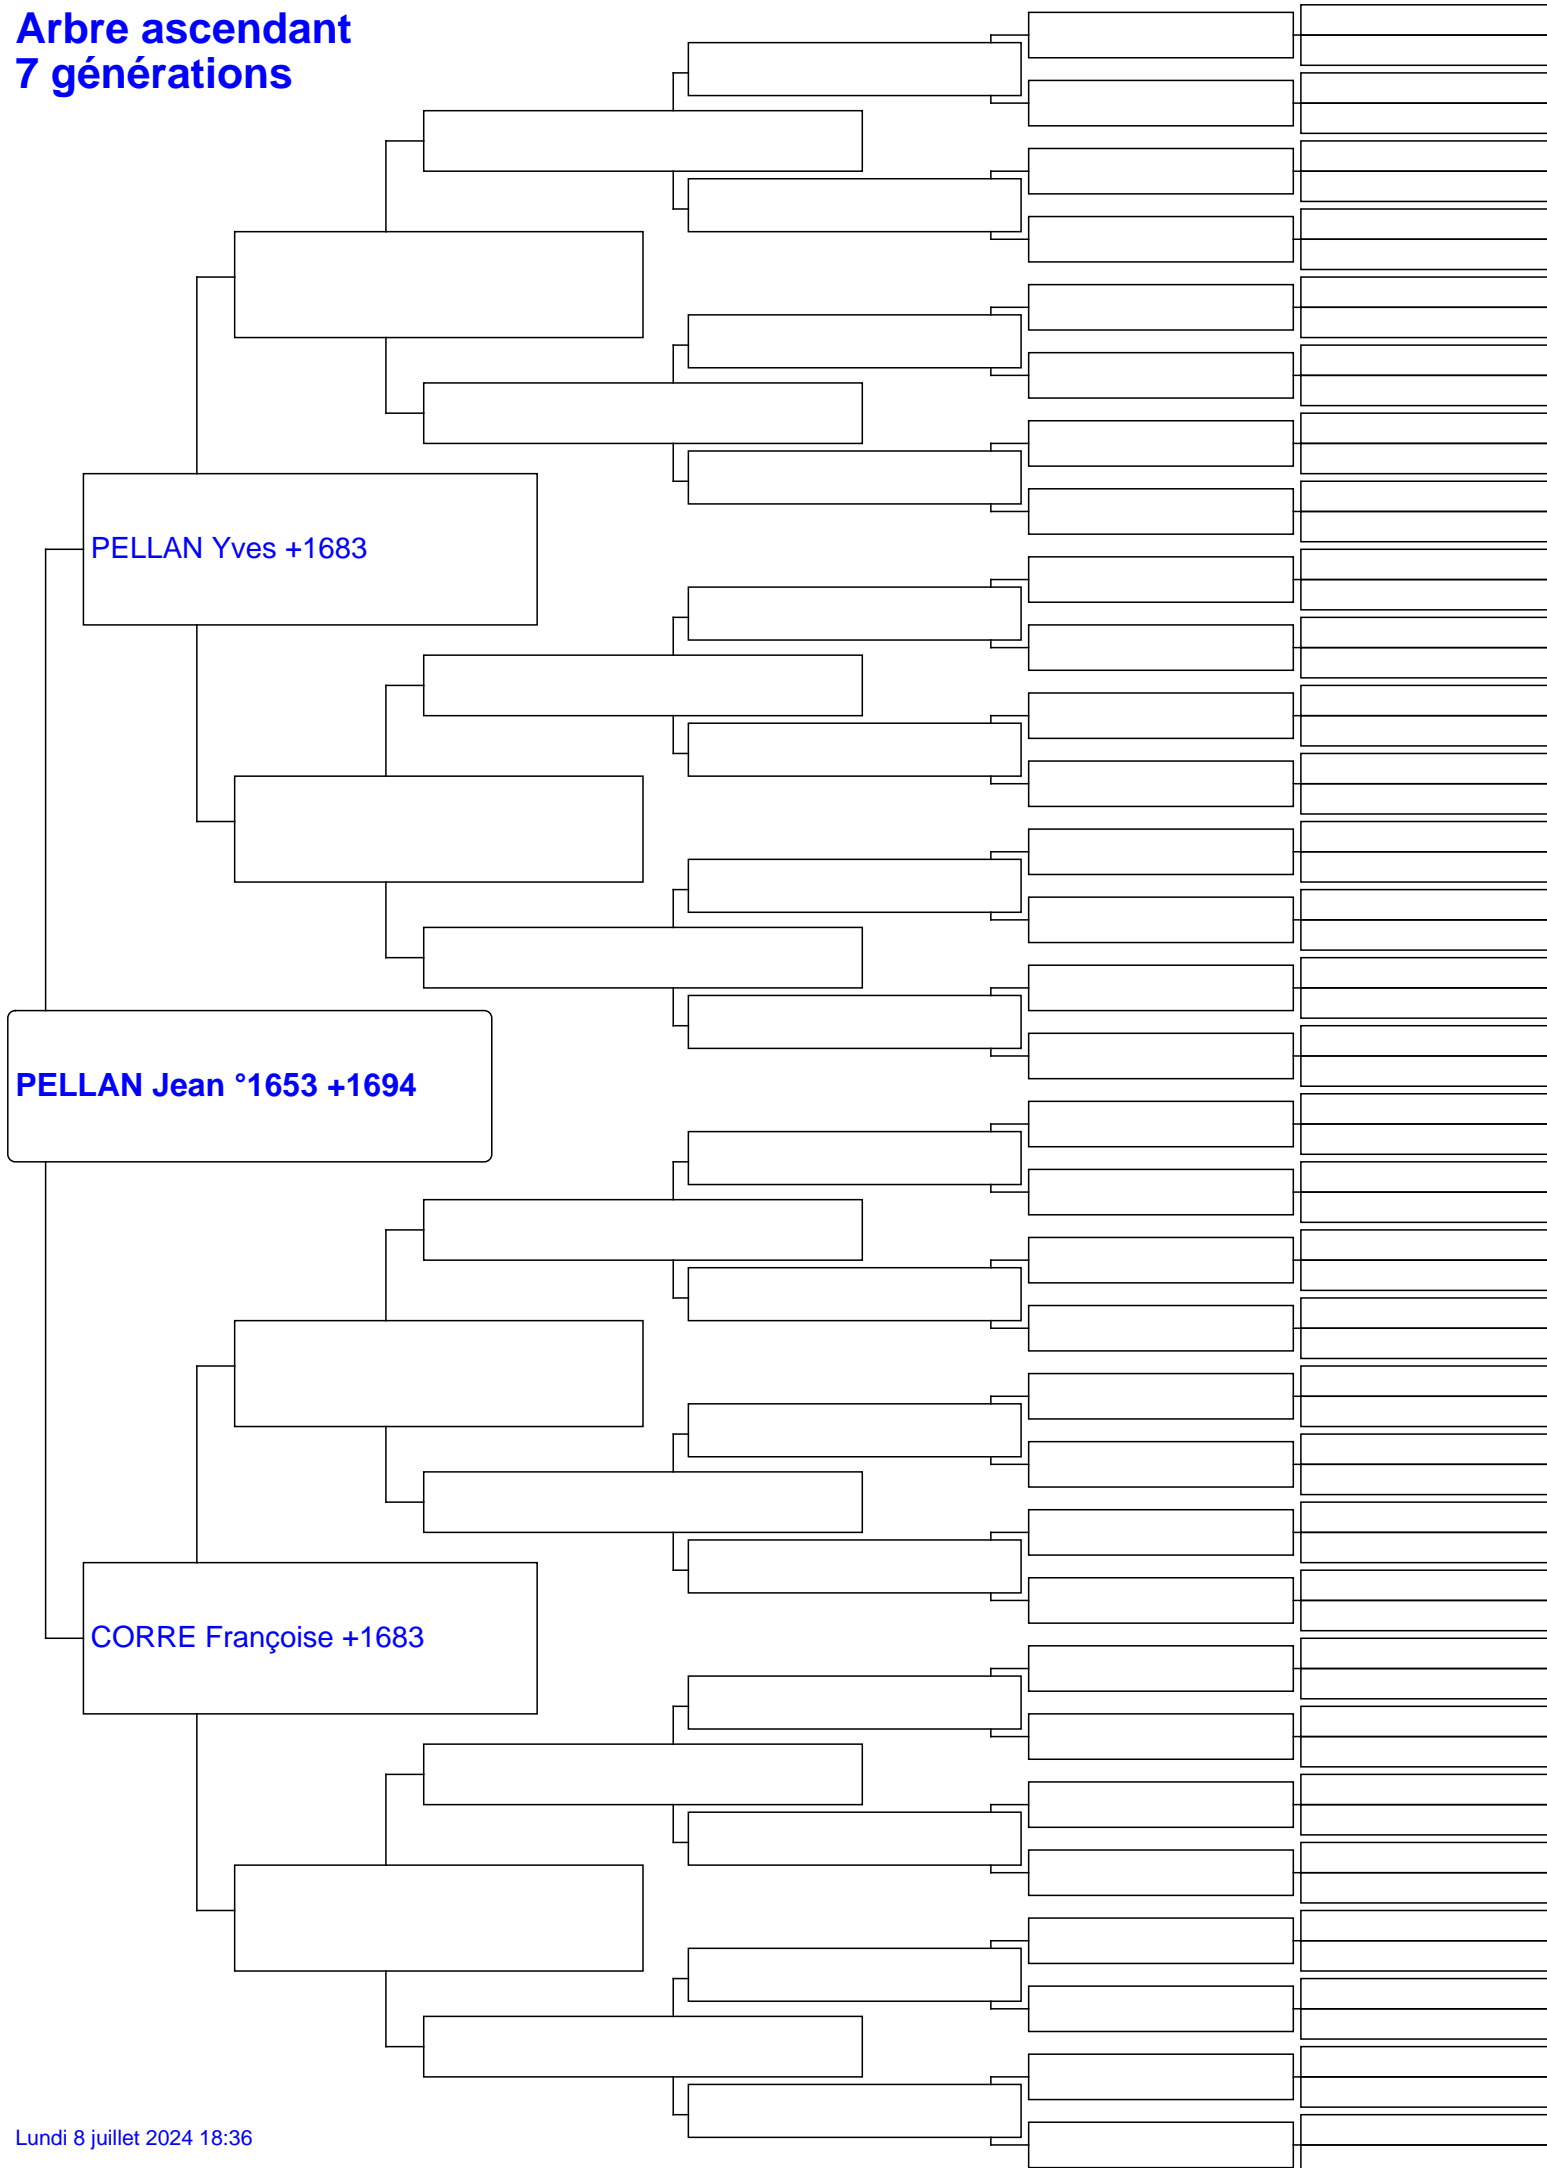 Arbre ascendant
7 générations
PELLAN Yves +1683
PELLAN Jean °1653 +1694
CORRE Françoise +1683
Lundi 8 juillet 2024 18:36